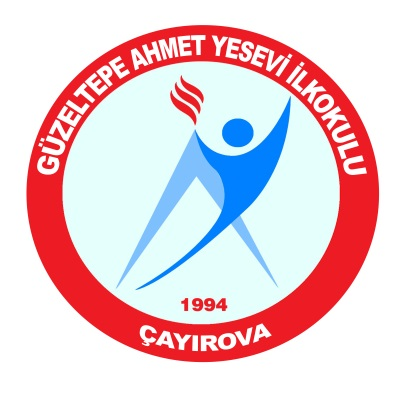 GÜZELTEPE AHMET YESEVİ İLKOKULU
1994
ÇAYIROVA